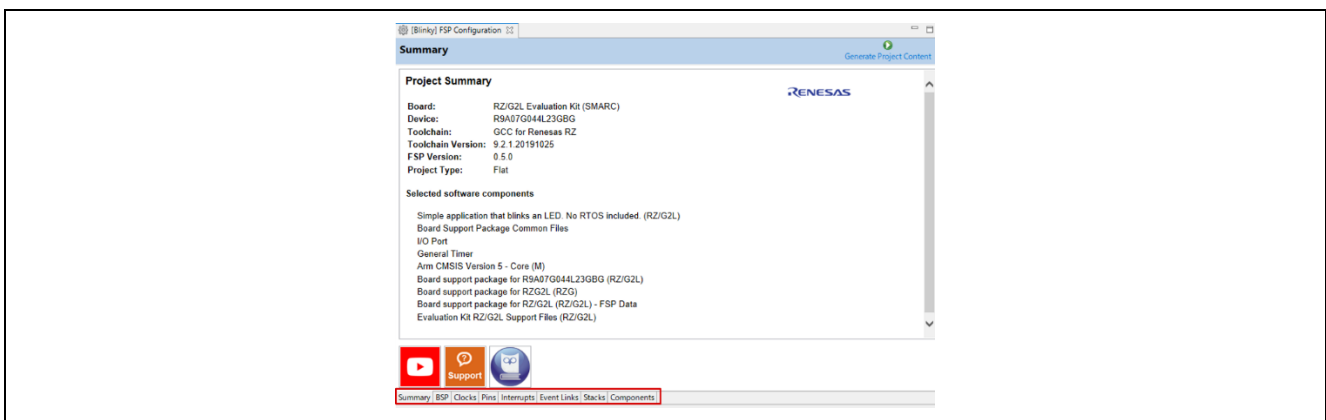 [Blinky] FSP Configuration
Summary
Generate Project Content
Project Summary
RENESAS
Board: RZ/G2L Evaluation Kit (SMARC)
Device: R9A07G044L23GBG
Toolchain: GCC for Renesas RZ
Toolchain Version: 9.2.1.20191025
FSP Version: 0.5.0
Project Type: Flat
Selected software components
Simple application that blinks an LED. No RTOS included. (RZ/G2L)
Board Support Package Common Files
I/O Port
General Timer
Arm CMSIS Version 5 - Core (M)
Board support package for R9A07G044L23GBG (RZ/G2L)
Board support package for RZG2L (RZG)
Board support package for RZ/G2L (RZ/G2L) - FSP Data
Evaluation Kit RZ/G2L Support Files (RZ/G2L)
Support
Summary BSP Clocks Pins Interrupts Event Links Stacks Components